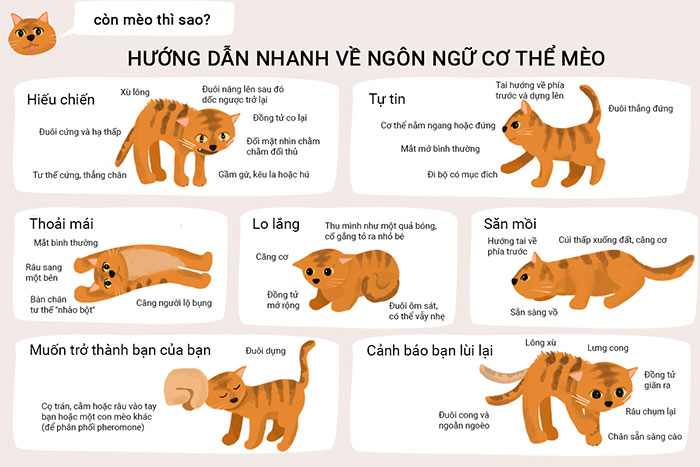 còn mèo thì sao?
HƯỚNG DẪN NHANH VỀ NGÔN NGỮ CƠ THỂ MÈO
Hiếu chiến
Xù lông
Đuôi nâng lên sau đó
dốc ngược trở lại
Đồng tử co lại
Đuôi cứng và hạ thấp
Đối mặt nhìn chằm
chằm đối thủ
Tư thế cứng, thẳng chân
Gầm gừ, kêu la hoặc hú
Tự tin
Tai hướng về phía
trước và dựng lên
Đuôi thẳng đứng
Cơ thể nằm ngang hoặc đứng
Mắt mở bình thường
Đi bộ có mục đích
Thoải mái
Mắt bình thường
Râu sang
một bên
Bàn chân
tư thế "nhào bột"
Căng người lộ bụng
Lo lắng
Thu mình như một quả bóng,
cố gắng tỏ ra nhỏ bé
Căng cơ
Đồng tử
mở rộng
Đuôi ôm sát,
có thể vẫy nhẹ
Săn mồi
Hướng tai về
phía trước
Cúi thấp xuống đất, căng cơ
Sẵn sàng vồ
Muốn trở thành bạn của bạn
Đuôi dựng
Cọ trán, cằm hoặc râu vào tay
bạn hoặc một con mèo khác
(để phân phối pheromone)
Cảnh báo bạn lùi lại
Lông xù
Lưng cong
Đồng tử
giãn ra
Đuôi cong và
ngoằn ngoèo
Râu chụm lại
Chân sẵn sàng cào